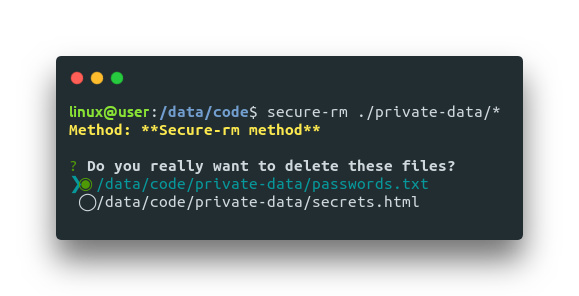 linux@user:/data/code$ secure-rm ./private-data/*
Method: **Secure-rm method**
? Do you really want to delete these files?
❯◉/data/code/private-data/passwords.txt
◯/data/code/private-data/secrets.html